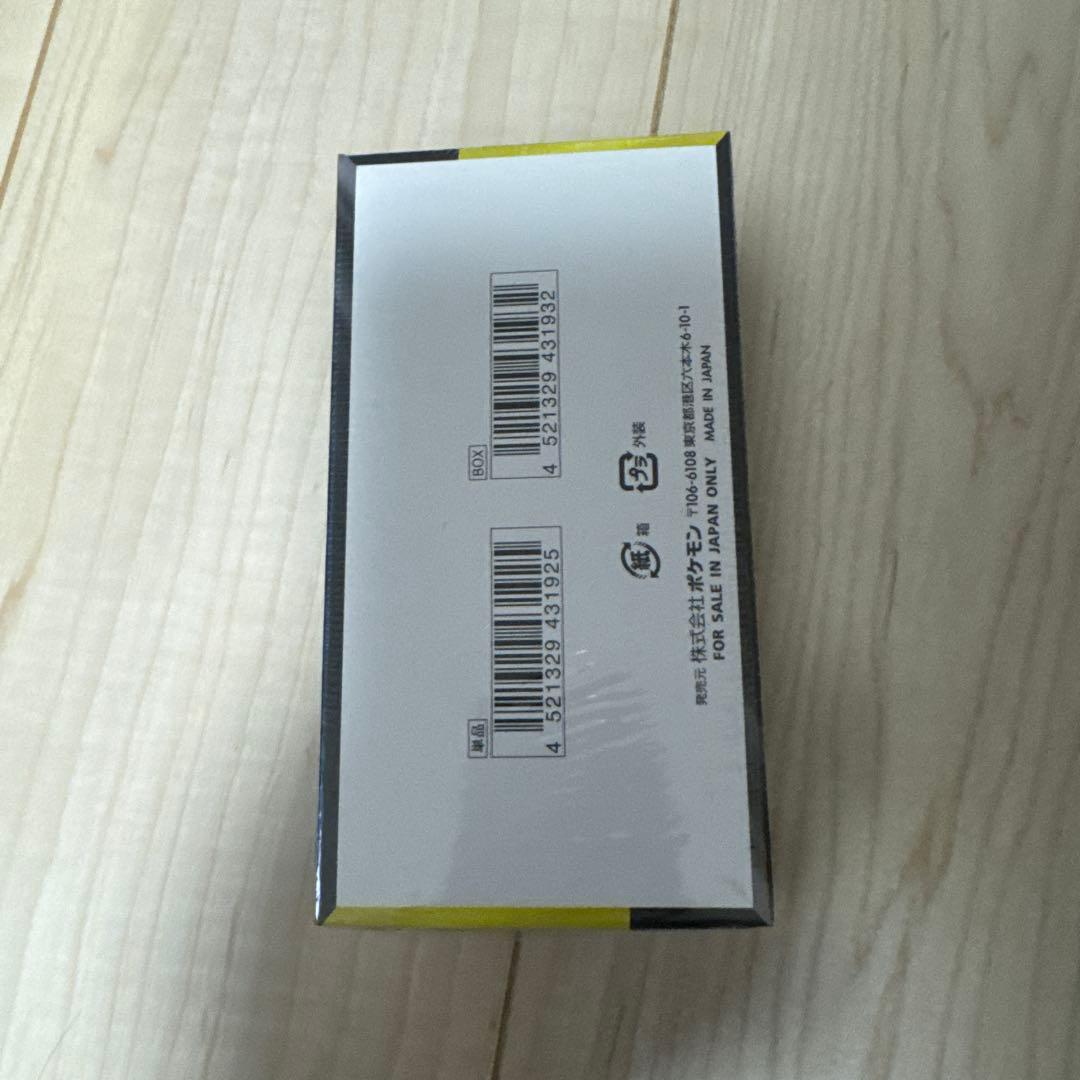 単品
4 521329 431925
BOX
4 521329 431932
紙 箱
プラ 外装
発売元 株式会社ポケモン 〒106-6108 東京都港区六本木6-10-1
FOR SALE IN JAPAN ONLY MADE IN JAPAN